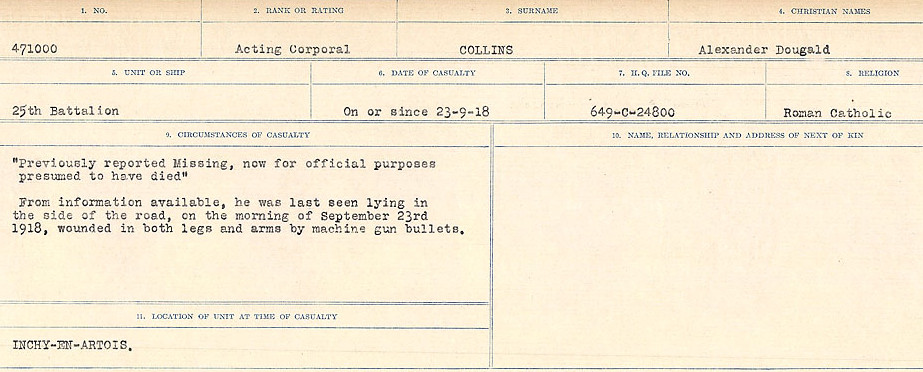 1. NO.
2. RANK OR RATING
3. SURNAME
4. CHRISTIAN NAMES
471000
Acting Corporal
COLLINS
Alexander Dougald
5. UNIT OR SHIP
6. DATE OF CASUALTY
7. H.Q. FILE NO.
8. RELIGION
25th Battalion
On or since 23-9-18
649-C-24800
Roman Catholic
9. CIRCUMSTANCES OF CASUALTY
10. NAME, RELATIONSHIP AND ADDRESS OF NEXT OF KIN
"Previously reported Missing, now for official purposes
presumed to have died"
From information available, he was last seen lying in
the side of the road, on the morning of September 23rd
1918, wounded in both legs and arms by machine gun bullets.
11. LOCATION OF UNIT AT TIME OF CASUALTY
INCHY-EN-ARTOIS.